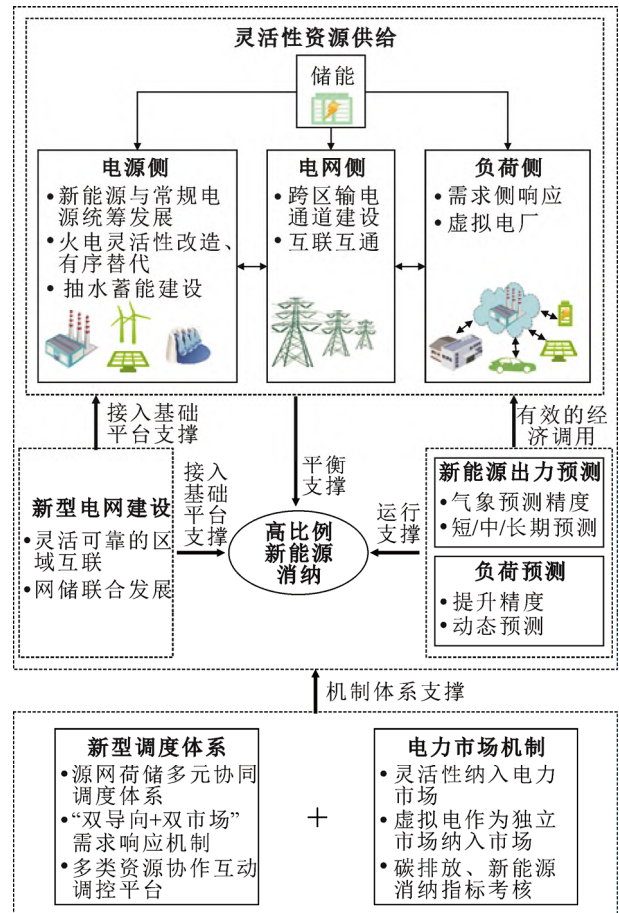 灵活性资源供给
储能
电源侧
•新能源与常规电
源统筹发展
•火电灵活性改造、
有序替代
•抽水蓄能建设
电网侧
•跨区输电
通道建设
•互联互通
负荷侧
•需求侧响应
•虚拟电厂
接入基础
平台支撑
有效的经
济调用
新型电网建设
•灵活可靠的区
域互联
•网储联合发展
接入
基础
平台
支撑
平衡
支撑
高比例
新能源
消纳
运行
支撑
新能源出力预测
•气象预测精度
•短/中/长期预测
负荷预测
•提升精度
•动态预测
机制体系支撑
新型调度体系
•源网荷储多元协同
调度体系
•“双导向+双市场”
需求响应机制
•多类资源协作互动
调控平台
+
电力市场机制
•灵活性纳入电力
市场
•虚拟电作为独立
市场纳入市场
•碳排放、新能源
消纳指标考核